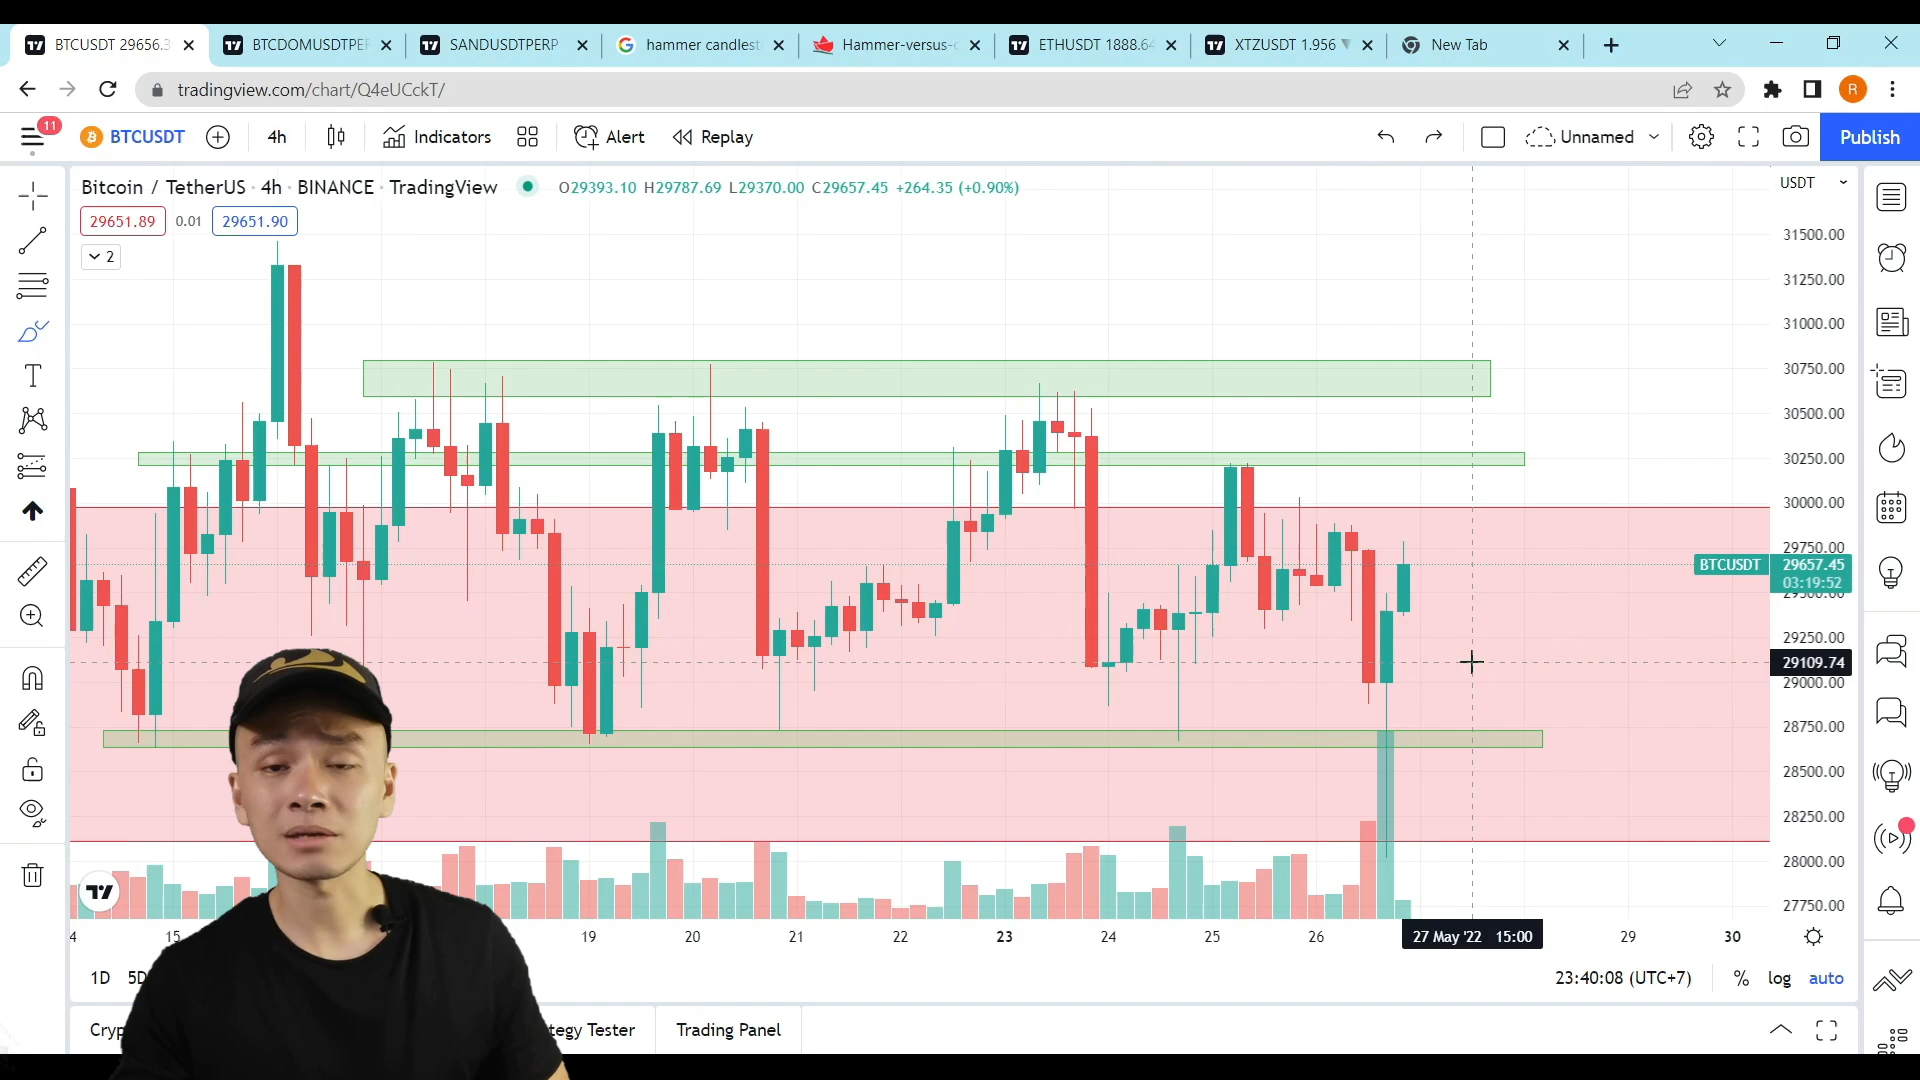 BTCUSDT 29656.3
BTCDOMUSDTPER
SANDUSDTPERP
hammer candlest
Hammer-versus-
ETHUSDT 1888.64
XTZUSDT 1.956
New Tab
tradingview.com/chart/Q4eUCckT/
R
11
BTCUSDT
4h
Indicators
Alert
Replay
Unnamed
Publish
Bitcoin / TetherUS · 4h · BINANCE · TradingView
O29393.10 H29787.69 L29370.00 C29657.45 +264.35 (+0.90%)
USDT
29651.89
0.01
29651.90
2
31500.00
31250.00
31000.00
30750.00
30500.00
30250.00
30000.00
29750.00
BTCUSDT
29657.45
03:19:52
29500.00
29250.00
29109.74
29000.00
28750.00
28500.00
28250.00
28000.00
27750.00
4
15
19
20
21
22
23
24
25
26
27 May '22 15:00
29
30
1D
5D
23:40:08 (UTC+7)
%
log
auto
Cryp
tegy Tester
Trading Panel